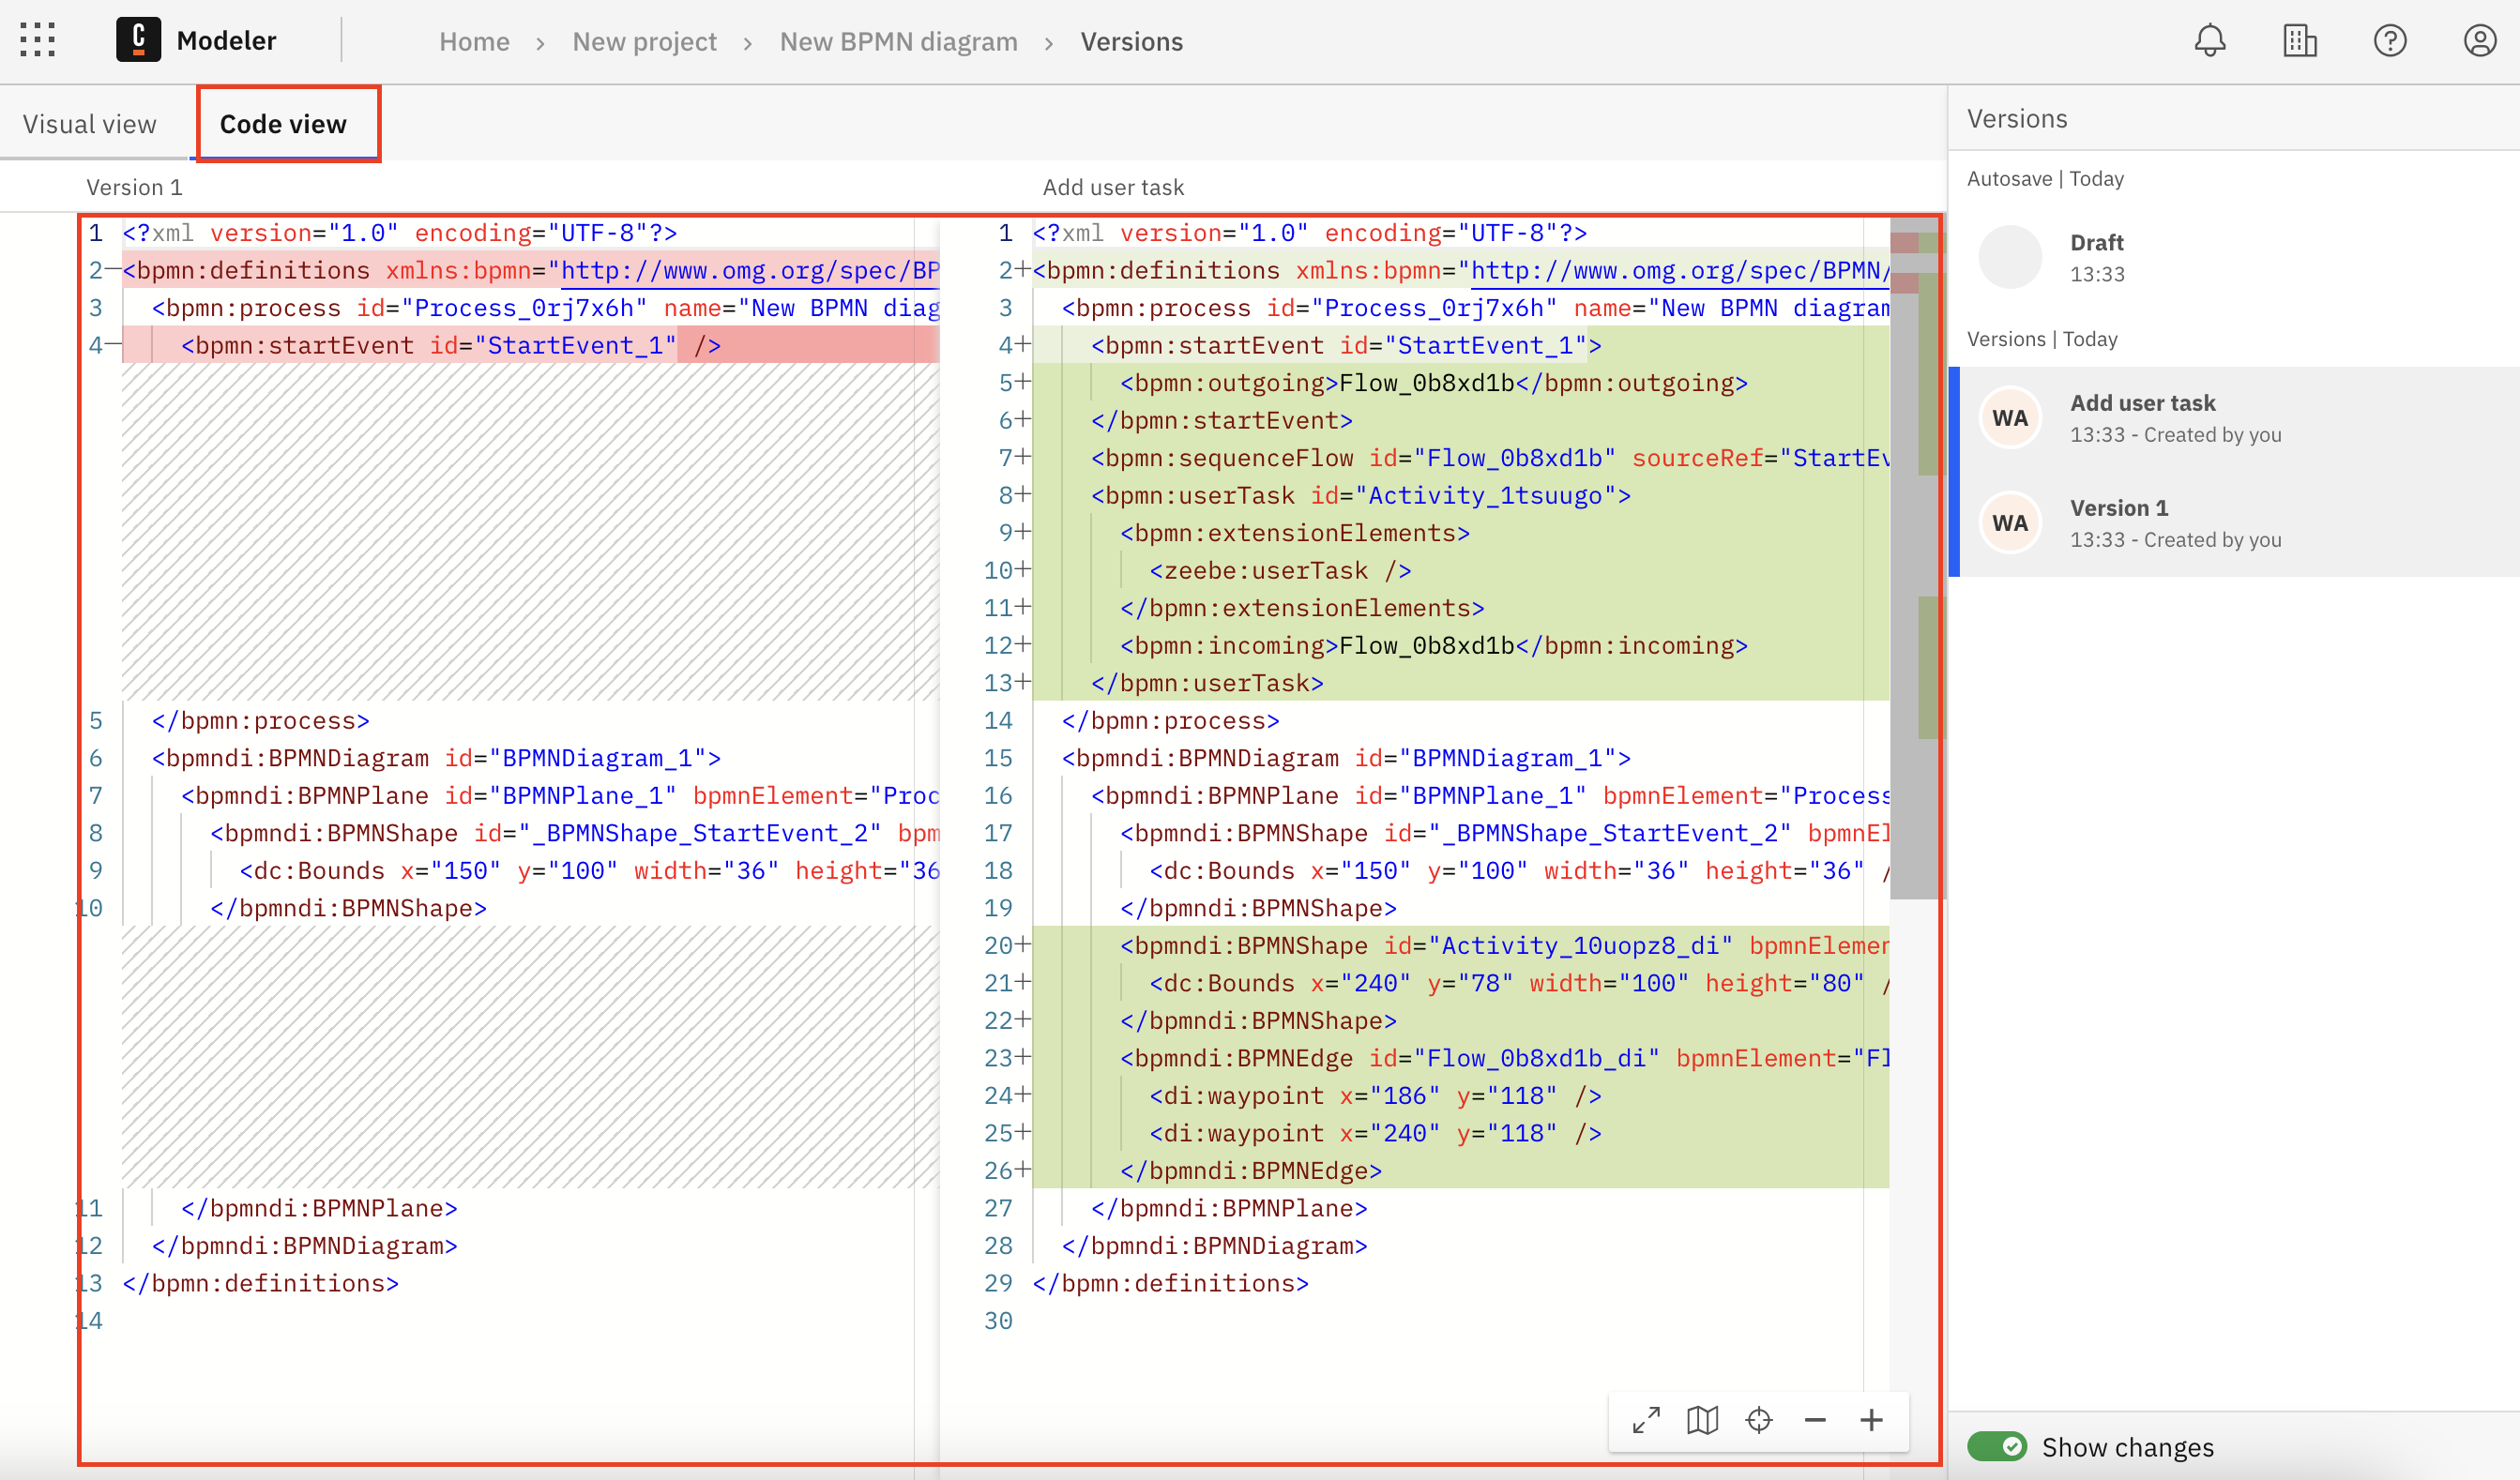 C Modeler Home › New project › New BPMN diagram › Versions
Visual view Code view
Version 1
1 <?xml version="1.0" encoding="UTF-8"?>
2 <bpmn:definitions xmlns:bpmn="http://www.omg.org/spec/BP
3 <bpmn:process id="Process_0rj7x6h" name="New BPMN diag
4 <bpmn:startEvent id="StartEvent_1" />
5 </bpmn:process>
6 <bpmndi:BPMNDiagram id="BPMNDiagram_1">
7 <bpmndi:BPMNPlane id="BPMNPlane_1" bpmnElement="Proc
8 <bpmndi:BPMNShape id="_BPMNShape_StartEvent_2" bpm
9 <dc:Bounds x="150" y="100" width="36" height="36
10 </bpmndi:BPMNShape>
11 </bpmndi:BPMNPlane>
12 </bpmndi:BPMNDiagram>
13 </bpmn:definitions>
14
Add user task
1 <?xml version="1.0" encoding="UTF-8"?>
2+ <bpmn:definitions xmlns:bpmn="http://www.omg.org/spec/BPMN/
3 <bpmn:process id="Process_0rj7x6h" name="New BPMN diagram
4+ <bpmn:startEvent id="StartEvent_1">
5+ <bpmn:outgoing>Flow_0b8xd1b</bpmn:outgoing>
6+ </bpmn:startEvent>
7+ <bpmn:sequenceFlow id="Flow_0b8xd1b" sourceRef="StartEv
8+ <bpmn:userTask id="Activity_1tsuugo">
9+ <bpmn:extensionElements>
10+ <zeebe:userTask />
11+ </bpmn:extensionElements>
12+ <bpmn:incoming>Flow_0b8xd1b</bpmn:incoming>
13+ </bpmn:userTask>
14 </bpmn:process>
15 <bpmndi:BPMNDiagram id="BPMNDiagram_1">
16 <bpmndi:BPMNPlane id="BPMNPlane_1" bpmnElement="Process
17 <bpmndi:BPMNShape id="_BPMNShape_StartEvent_2" bpmnEl
18 <dc:Bounds x="150" y="100" width="36" height="36" /
19 </bpmndi:BPMNShape>
20+ <bpmndi:BPMNShape id="Activity_10uopz8_di" bpmnElemen
21+ <dc:Bounds x="240" y="78" width="100" height="80" /
22+ </bpmndi:BPMNShape>
23+ <bpmndi:BPMNEdge id="Flow_0b8xd1b_di" bpmnElement="Fl
24+ <di:waypoint x="186" y="118" />
25+ <di:waypoint x="240" y="118" />
26+ </bpmndi:BPMNEdge>
27 </bpmndi:BPMNPlane>
28 </bpmndi:BPMNDiagram>
29 </bpmn:definitions>
30
Versions
Autosave | Today
Draft
13:33
Versions | Today
WA Add user task
13:33 - Created by you
WA Version 1
13:33 - Created by you
Show changes